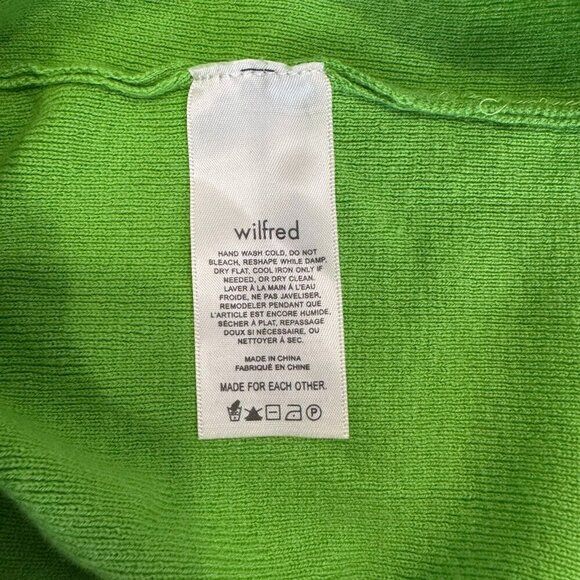 wilfred
HAND WASH COLD, DO NOT
BLEACH, RESHAPE WHILE DAMP.
DRY FLAT, COOL IRON ONLY IF
NEEDED, OR DRY CLEAN.
LAVER À LA MAIN À L'EAU
FROIDE, NE PAS JAVELISER,
REMODELER PENDANT QUE
L'ARTICLE EST ENCORE HUMIDE.
SÉCHER À PLAT, REPASSAGE
DOUX SI NÉCESSAIRE, OU
NETTOYER À SEC.
MADE IN CHINA
FABRIQUÉ EN CHINE
MADE FOR EACH OTHER.
P